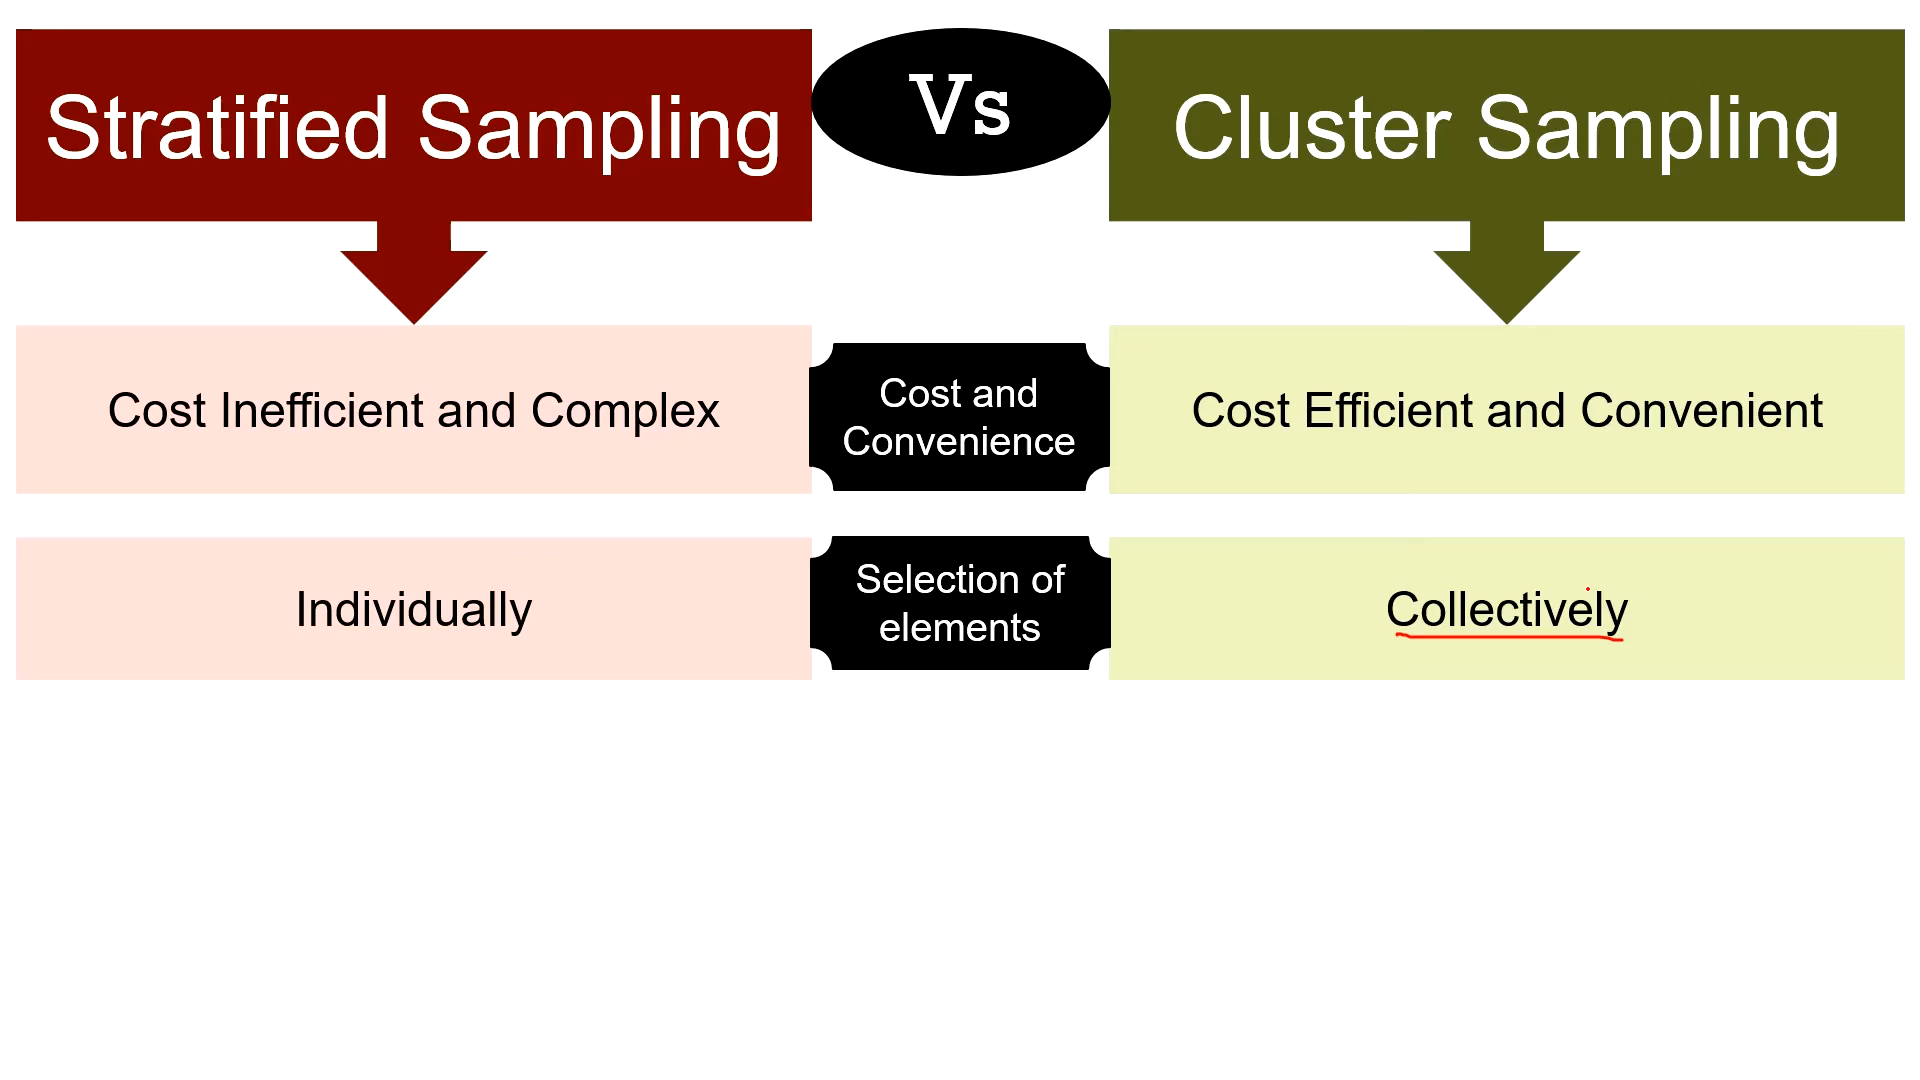 Stratified Sampling
Vs
Cluster Sampling
Cost Inefficient and Complex
Cost and
Convenience
Cost Efficient and Convenient
Individually
Selection of
elements
Collectively